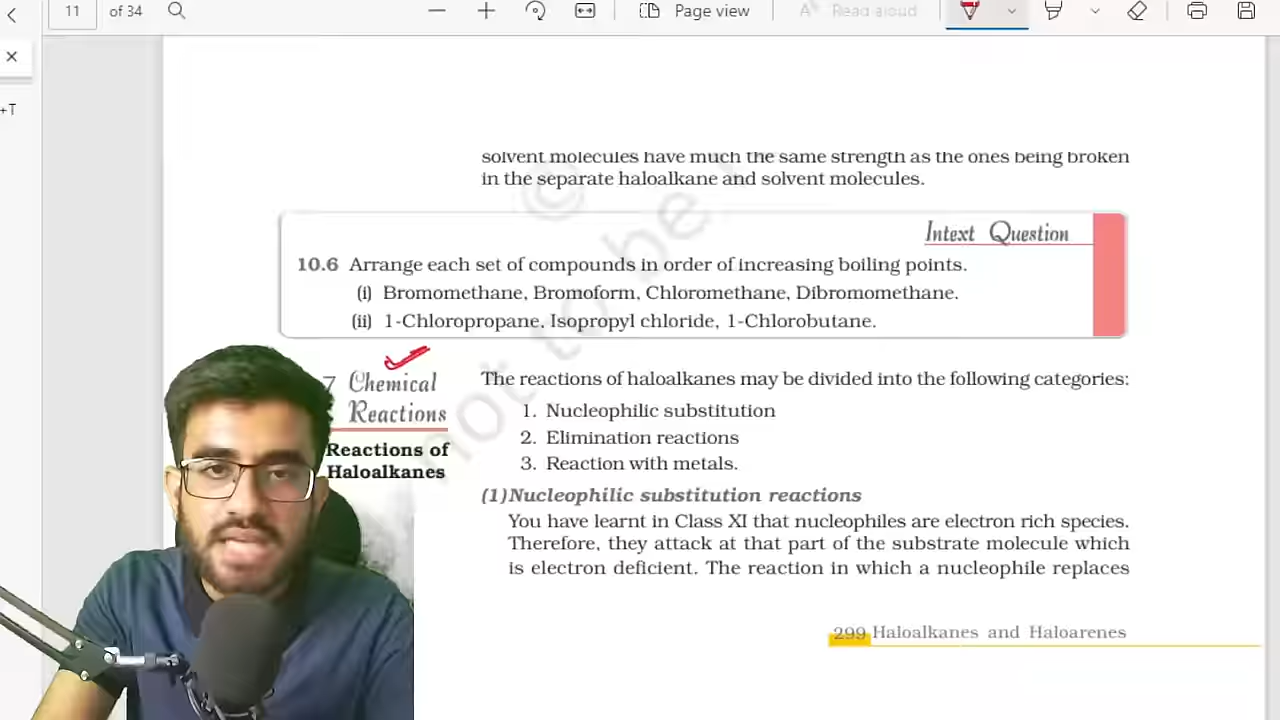 11 of 34
Page view
Read aloud
+T
solvent molecules have much the same strength as the ones being broken
in the separate haloalkane and solvent molecules.
Intext Question
10.6 Arrange each set of compounds in order of increasing boiling points.
(i) Bromomethane, Bromoform, Chloromethane, Dibromomethane.
(ii) 1-Chloropropane, Isopropyl chloride, 1-Chlorobutane.
7 Chemical
Reactions
Reactions of
Haloalkanes
The reactions of haloalkanes may be divided into the following categories:
1. Nucleophilic substitution
2. Elimination reactions
3. Reaction with metals.
(1)Nucleophilic substitution reactions
You have learnt in Class XI that nucleophiles are electron rich species.
Therefore, they attack at that part of the substrate molecule which
is electron deficient. The reaction in which a nucleophile replaces
299 Haloalkanes and Haloarenes
© not to be